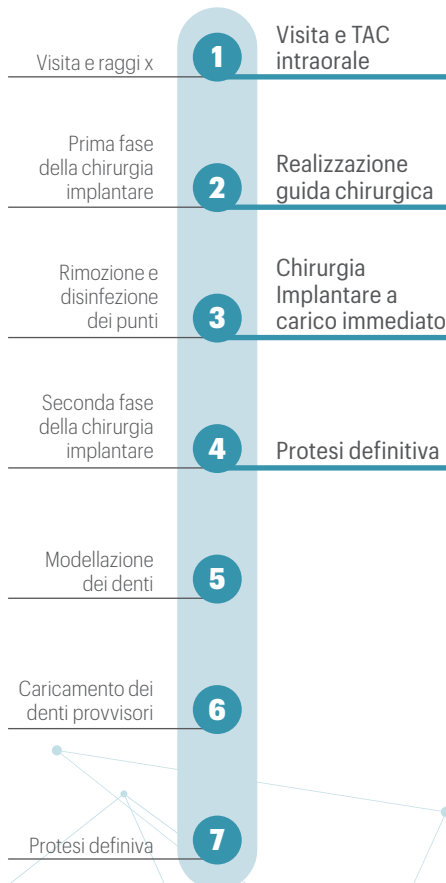 Visita e raggi x
1
Visita e TAC
intraorale
Prima fase
della chirurgia
implantare
2
Realizzazione
guida chirurgica
Rimozione e
disinfezione
dei punti
3
Chirurgia
Implantare a
carico immediato
Seconda fase
della chirurgia
implantare
4
Protesi definitiva
Modellazione
dei denti
5
Caricamento dei
denti provvisori
6
Protesi definiva
7